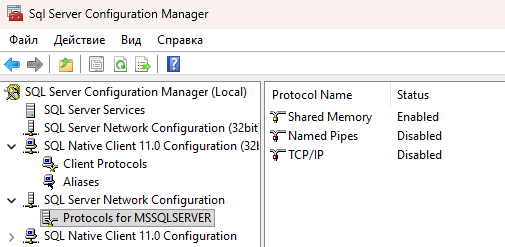 Sql Server Configuration Manager
Файл Действие Вид Справка
SQL Server Configuration Manager (Local)
SQL Server Services
SQL Server Network Configuration (32bit
SQL Native Client 11.0 Configuration (32l
Client Protocols
Aliases
SQL Server Network Configuration
Protocols for MSSQLSERVER
SQL Native Client 11.0 Configuration
Protocol Name Status
Shared Memory Enabled
Named Pipes Disabled
TCP/IP Disabled